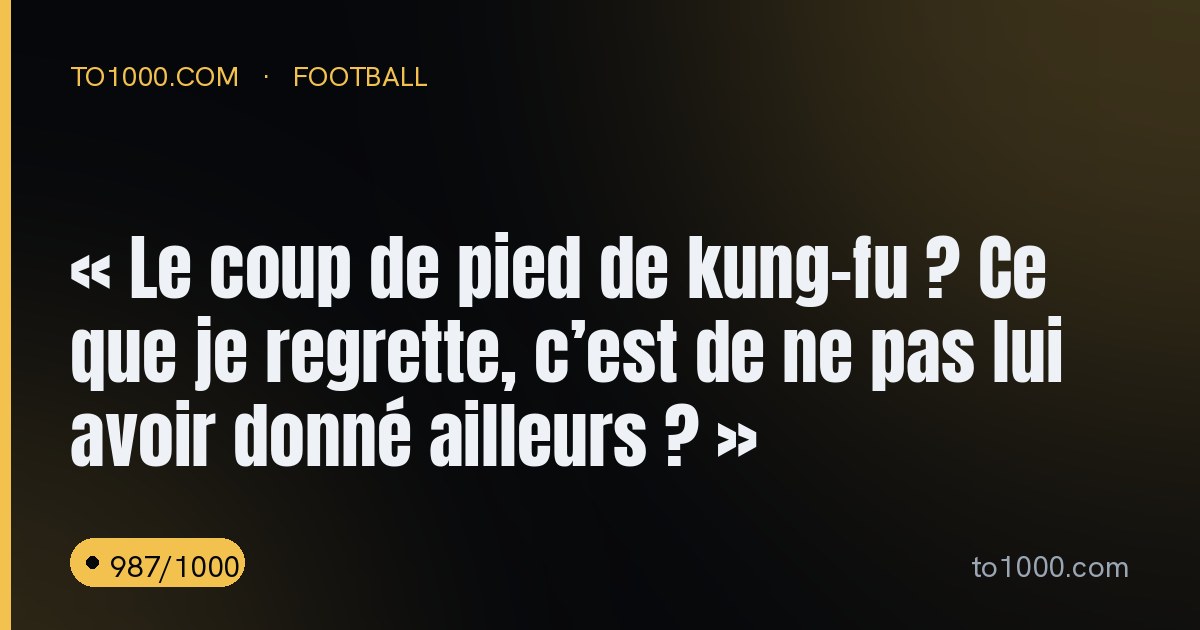 TO1000.COM · FOOTBALL
« Le coup de pied de kung-fu ? Ce
que je regrette, c’est de ne pas lui
avoir donné ailleurs ? »
987/1000
to1000.com